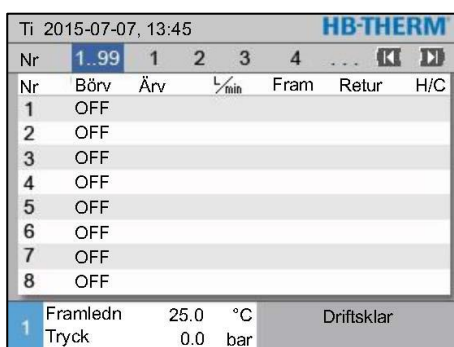 Ti 2015-07-07, 13:45 HB-THERM
Nr 1..99 1 2 3 4 ...
Nr Börv Ärv L/min Fram Retur H/C
1 OFF
2 OFF
3 OFF
4 OFF
5 OFF
6 OFF
7 OFF
8 OFF
1 Framledn 25.0 °C Driftsklar
Tryck 0.0 bar